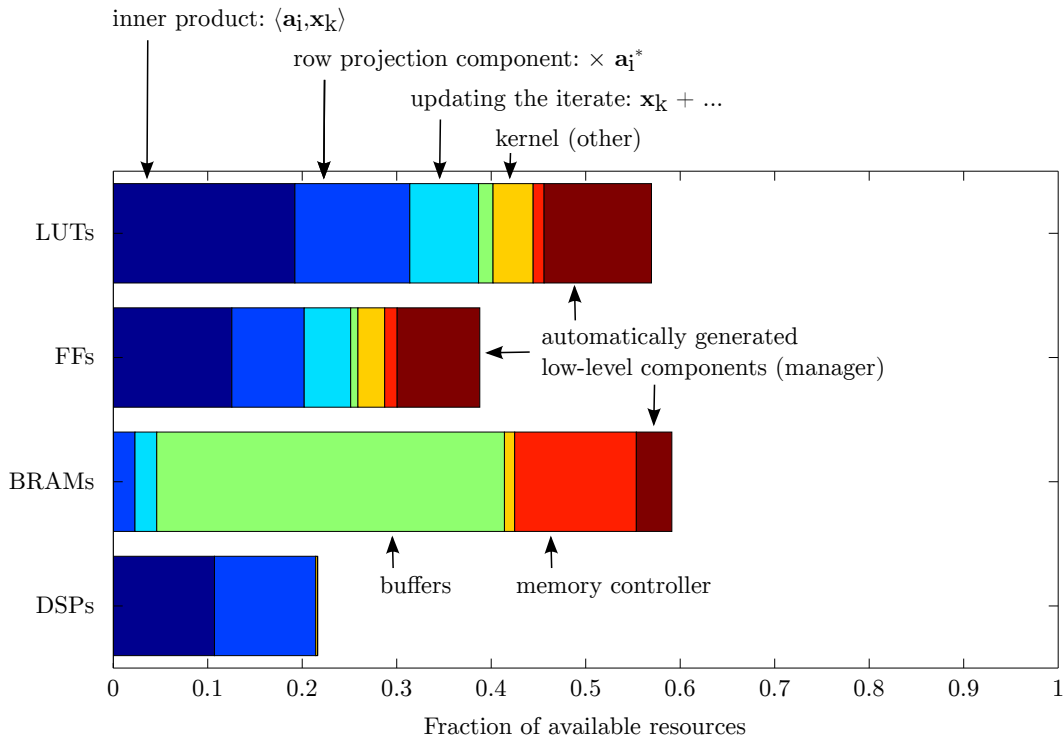 inner product: ⟨aᵢ,xₖ⟩
row projection component: × aᵢ*
updating the iterate: xₖ + ...
kernel (other)
LUTs
FFs
automatically generated
low-level components (manager)
BRAMs
buffers
memory controller
DSPs
0 0.1 0.2 0.3 0.4 0.5 0.6 0.7 0.8 0.9 1
Fraction of available resources